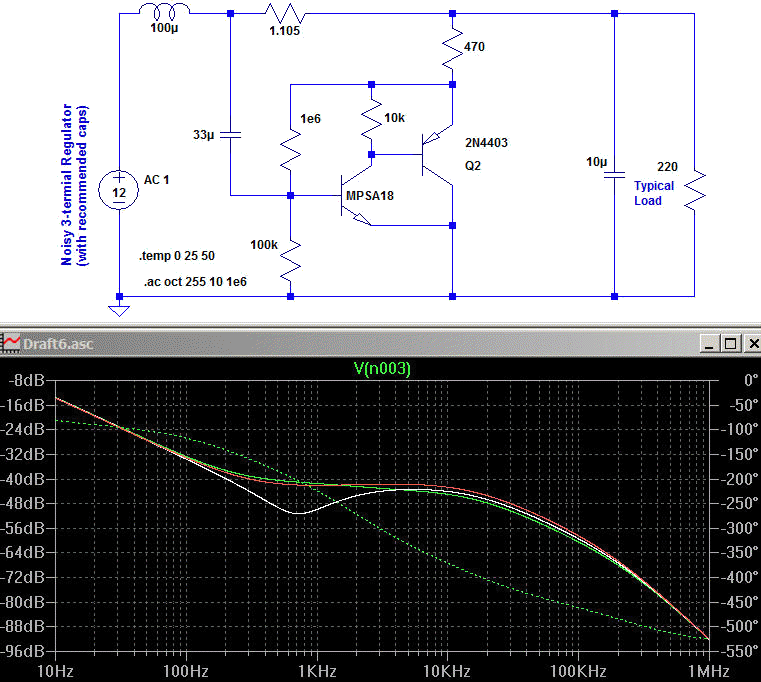 100µ
1.105
470
1e6
10k
33µ
2N4403
Q2
10µ
220
AC 1
12
MPSA18
Typical
Load
Noisy 3-termial Regulator
(with recommended caps)
100k
.temp 0 25 50
.ac oct 255 10 1e6
Draft6.asc
V(n003)
-8dB
-16dB
-24dB
-32dB
-40dB
-48dB
-56dB
-64dB
-72dB
-80dB
-88dB
-96dB
0°
-50°
-100°
-150°
-200°
-250°
-300°
-350°
-400°
-450°
-500°
-550°
10Hz
100Hz
1KHz
10KHz
100KHz
1MHz